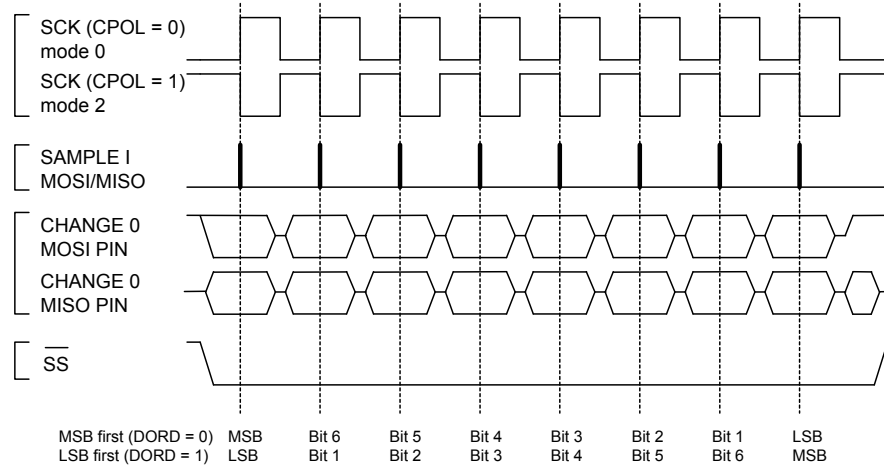 SCK (CPOL = 0)
mode 0
SCK (CPOL = 1)
mode 2
SAMPLE I
MOSI/MISO
CHANGE 0
MOSI PIN
CHANGE 0
MISO PIN
SS
MSB first (DORD = 0) MSB Bit 6 Bit 5 Bit 4 Bit 3 Bit 2 Bit 1 LSB
LSB first (DORD = 1) LSB Bit 1 Bit 2 Bit 3 Bit 4 Bit 5 Bit 6 MSB